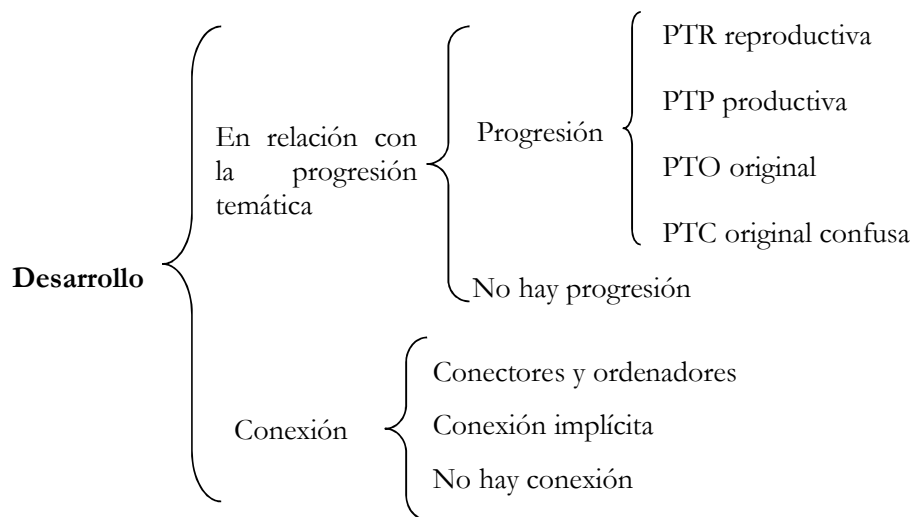 Desarrollo
En relación con
la progresión
temática
Progresión
PTR reproductiva
PTP productiva
PTO original
PTC original confusa
No hay progresión
Conexión
Conectores y ordenadores
Conexión implícita
No hay conexión